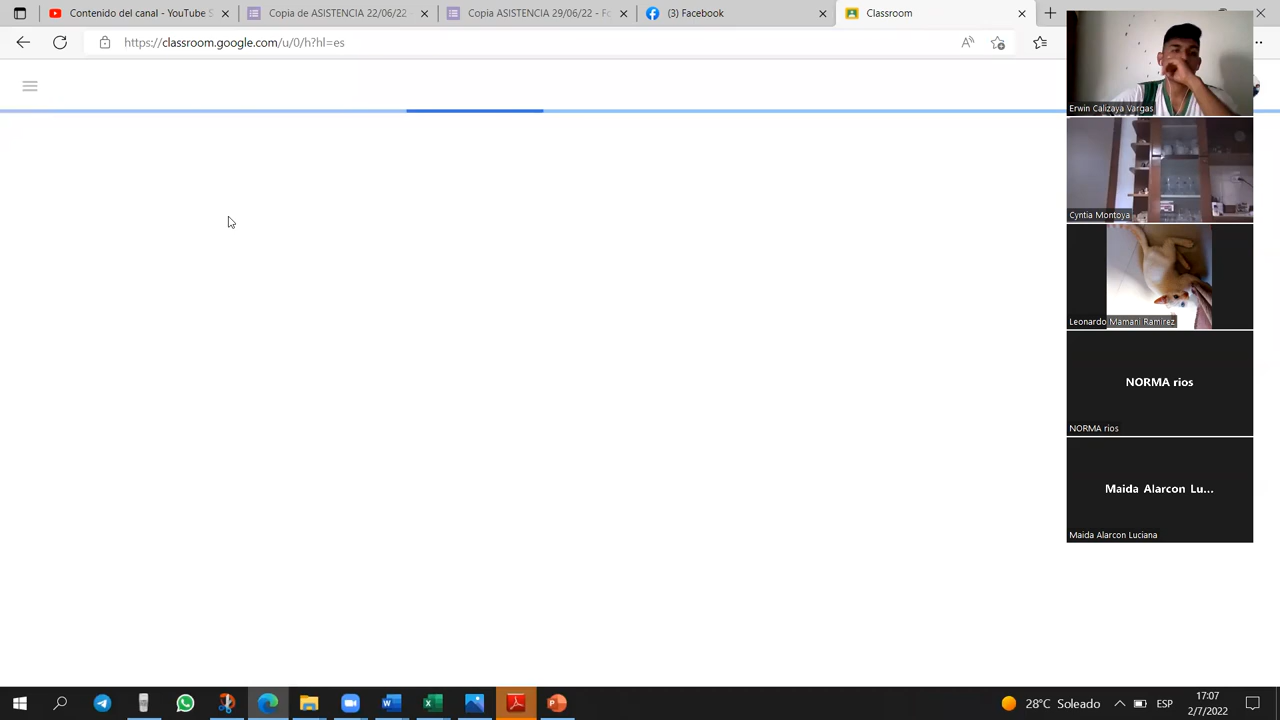 Contenido del canal - YouTube S
Copia de ASISTENCIA 27/06/22 -
Copia ASISTENCIA 29/06/22 - Fo
(3) Facebook
Classroom
https://classroom.google.com/u/0/h?hl=es
Erwin Calizaya Vargas
Cyntia Montoya
Leonardo Mamani Ramirez
NORMA rios
NORMA rios
Maida Alarcon Lu...
Maida Alarcon Luciana
28°C Soleado
ESP
17:07
2/7/2022